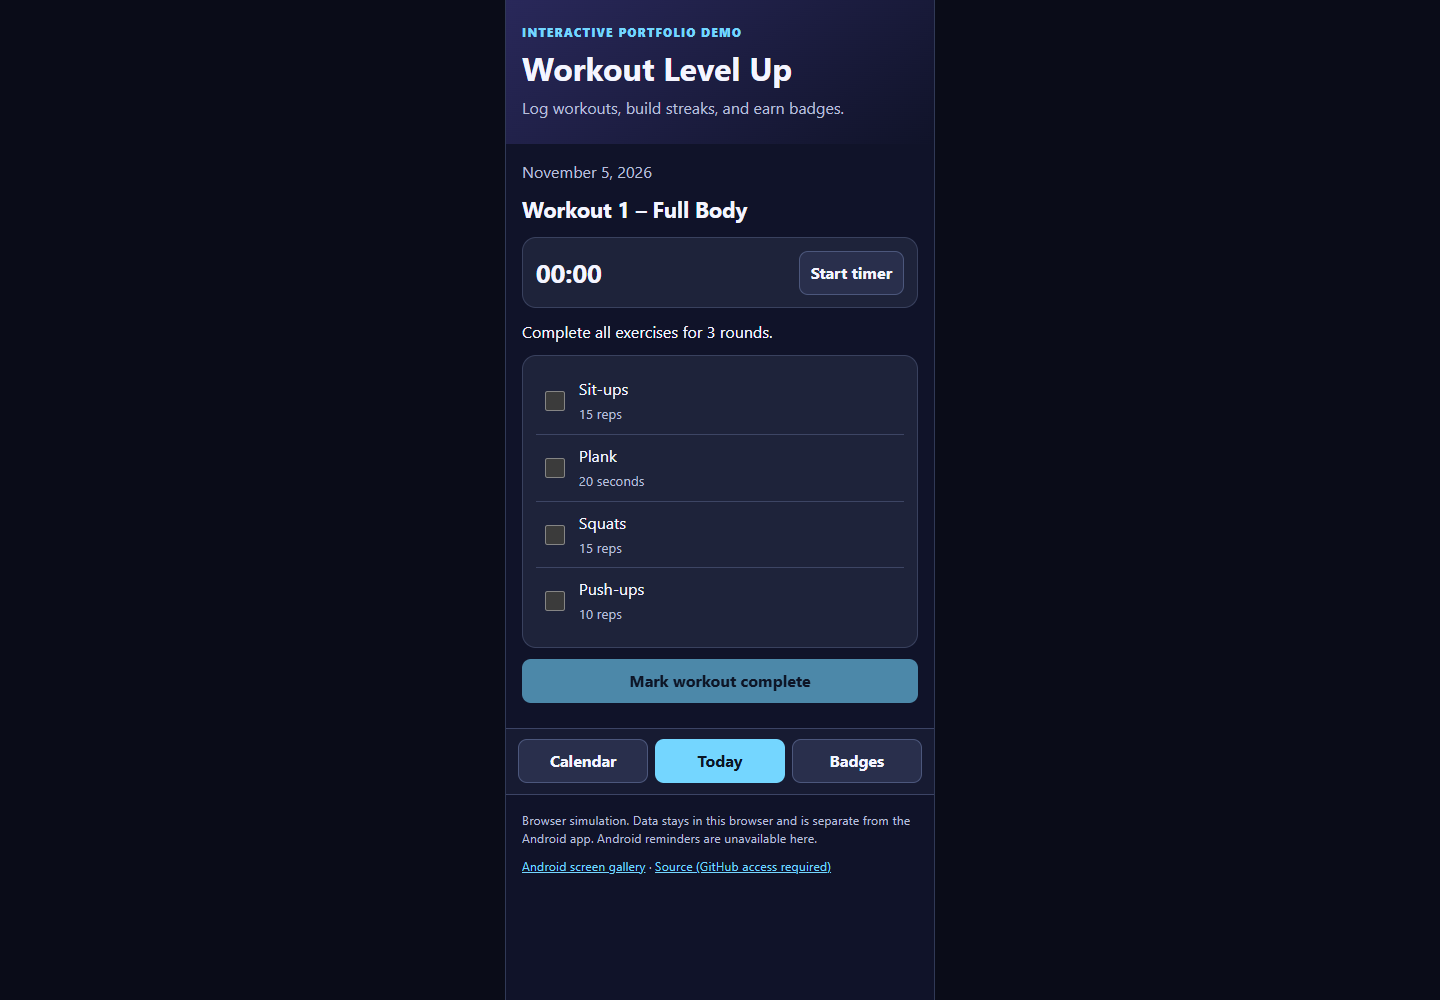 INTERACTIVE PORTFOLIO DEMO
Workout Level Up
Log workouts, build streaks, and earn badges.
November 5, 2026
Workout 1 – Full Body
00:00
Start timer
Complete all exercises for 3 rounds.
Sit-ups
15 reps
Plank
20 seconds
Squats
15 reps
Push-ups
10 reps
Mark workout complete
Calendar
Today
Badges
Browser simulation. Data stays in this browser and is separate from the
Android app. Android reminders are unavailable here.
Android screen gallery · Source (GitHub access required)